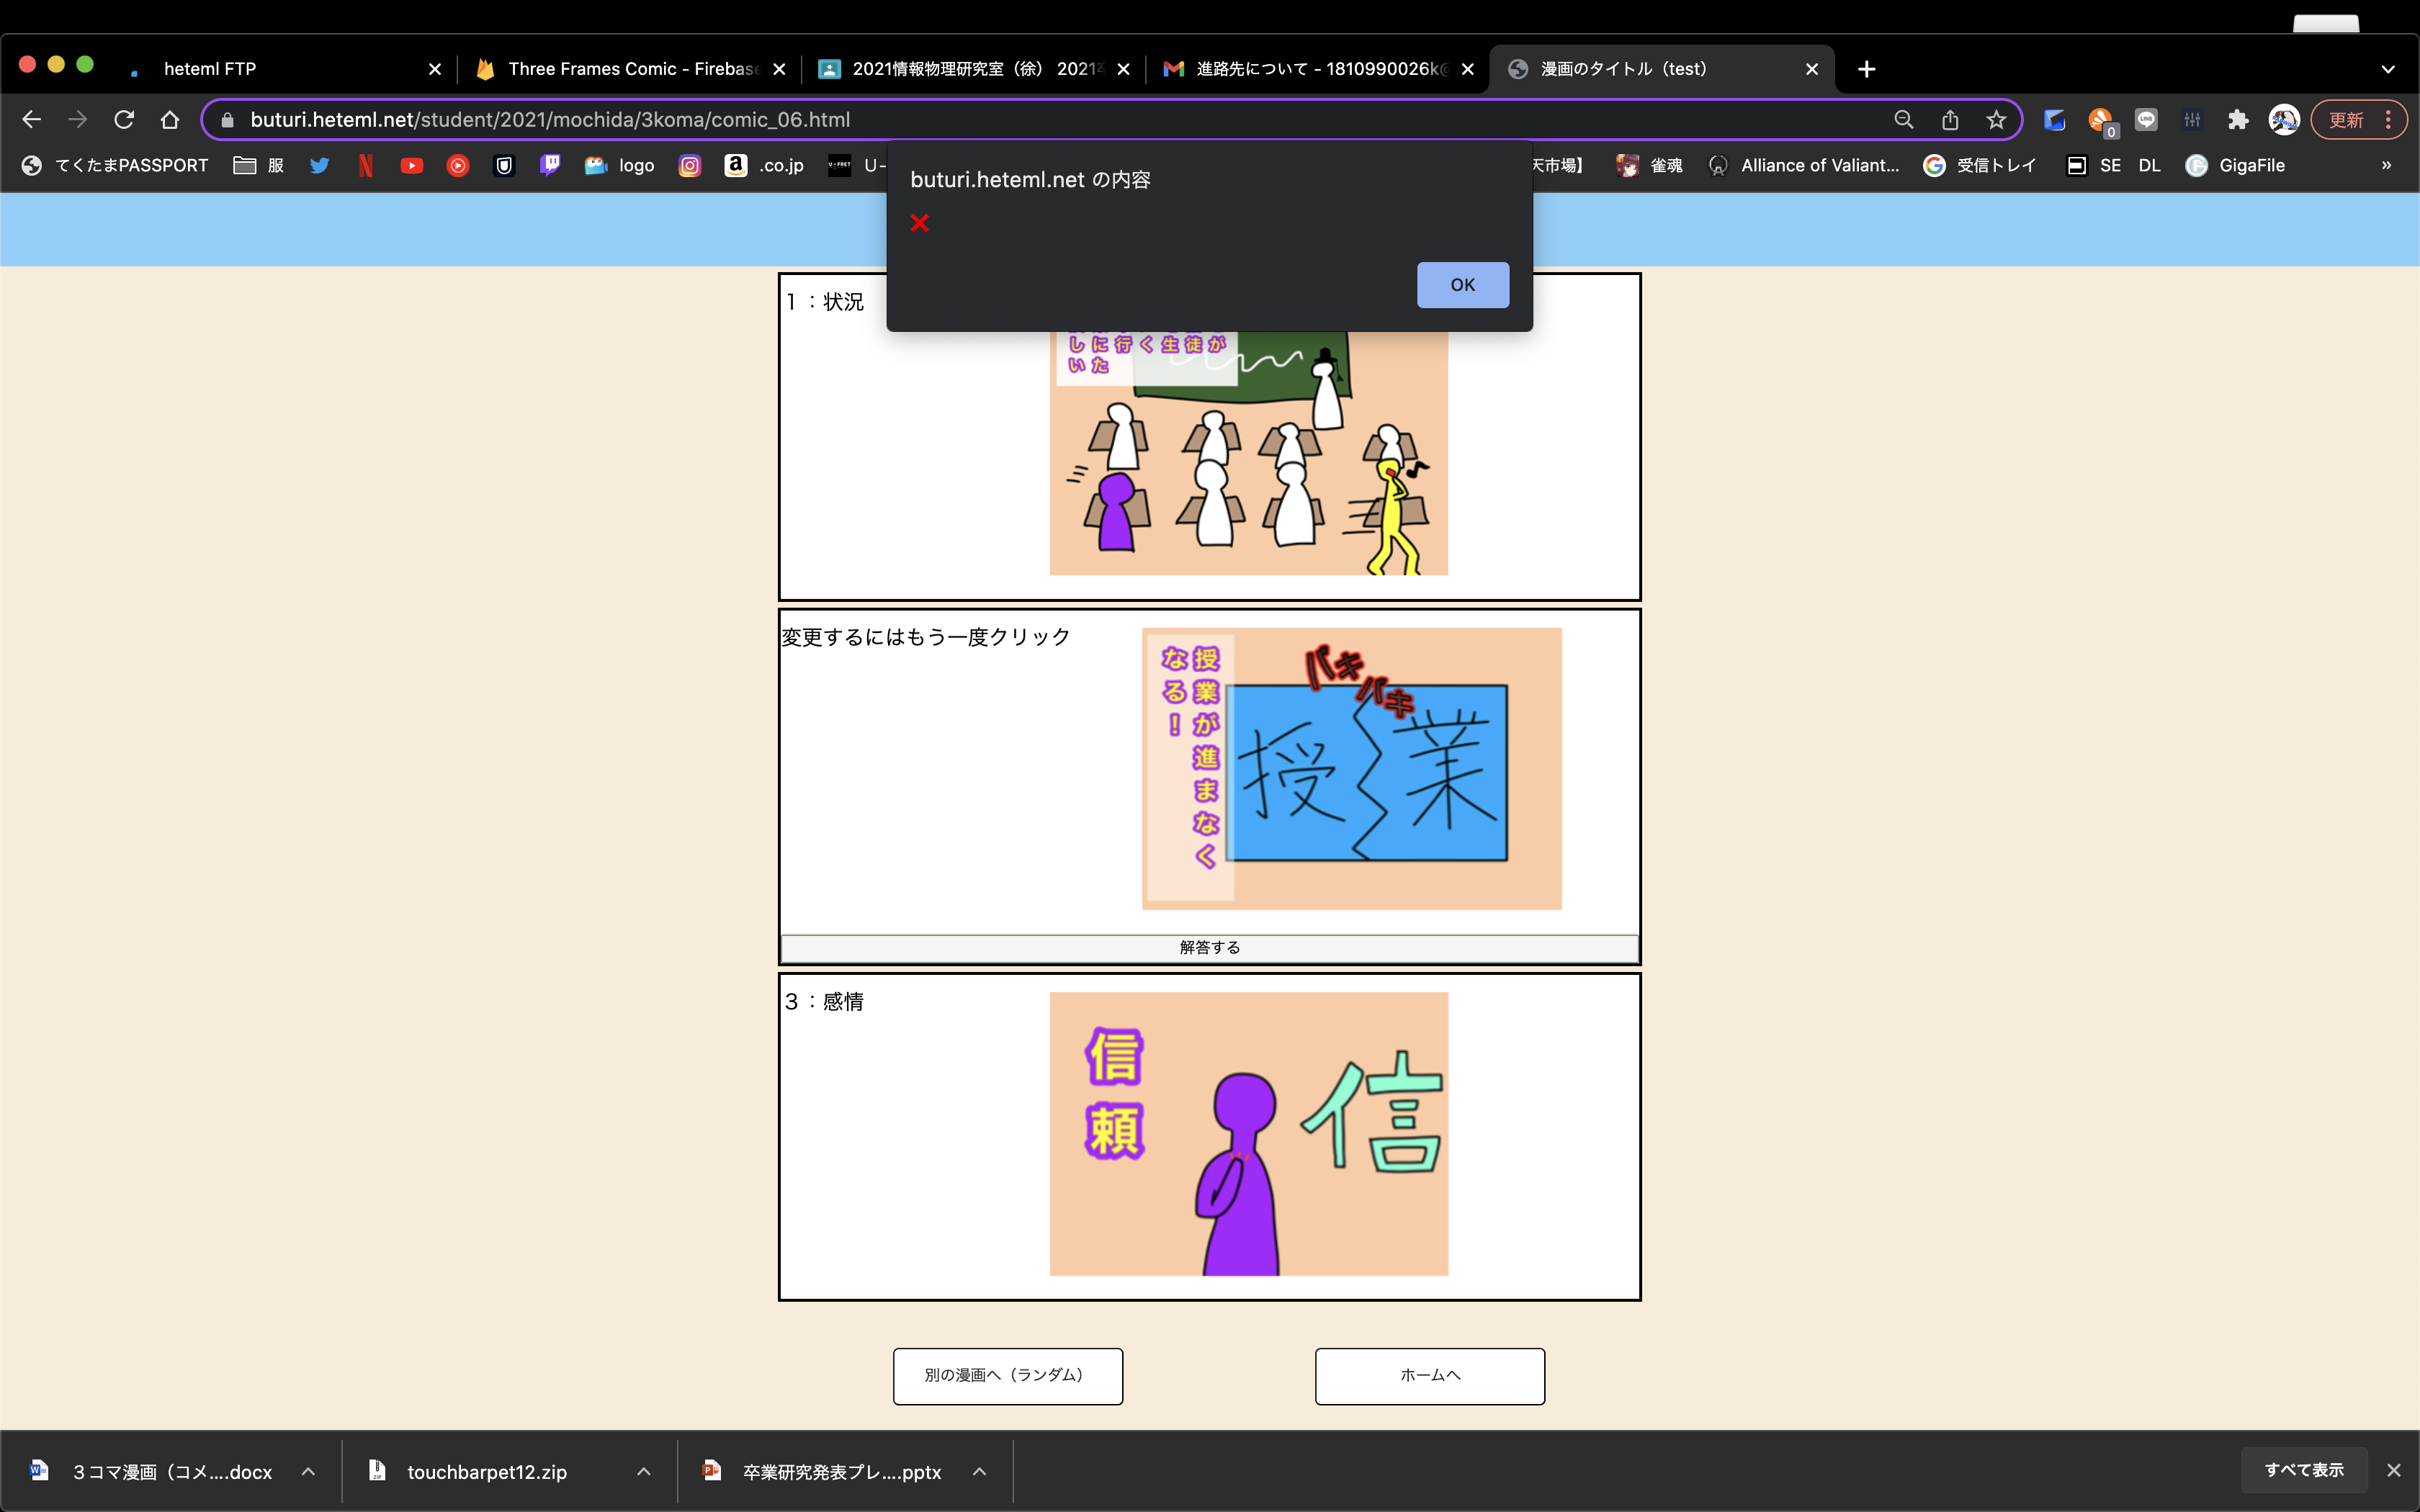 heteml FTP
Three Frames Comic - Firebase
2021情報物理研究室（徐） 2021
進路先について - 1810990026k@
漫画のタイトル（test）
buturi.heteml.net/student/2021/mochida/3koma/comic_06.html
0
LINE
更新
てくたまPASSPORT
服
logo
.co.jp
U-
天市場】
雀魂
Alliance of Valiant...
受信トレイ
SE
DL
GigaFile
»
buturi.heteml.net の内容
OK
１：状況
しに行く生徒が
いた
変更するにはもう一度クリック
授業が進まなく
なる！
バキバキ
授業
解答する
３：感情
信頼
信
別の漫画へ（ランダム）
ホームへ
３コマ漫画（コメ....docx
touchbarpet12.zip
卒業研究発表プレ....pptx
すべて表示